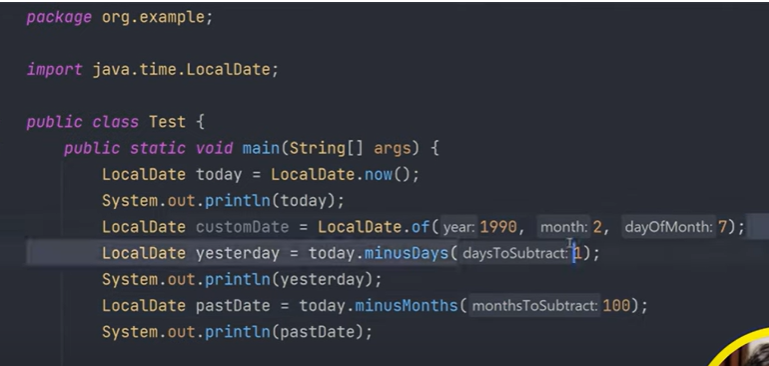 package org.example;
import java.time.LocalDate;
public class Test {
public static void main(String[] args) {
LocalDate today = LocalDate.now();
System.out.println(today);
LocalDate customDate = LocalDate.of( year: 1990, month: 2, dayOfMonth: 7);
LocalDate yesterday = today.minusDays( daysToSubtract: 1);
System.out.println(yesterday);
LocalDate pastDate = today.minusMonths( monthsToSubtract: 100);
System.out.println(pastDate);